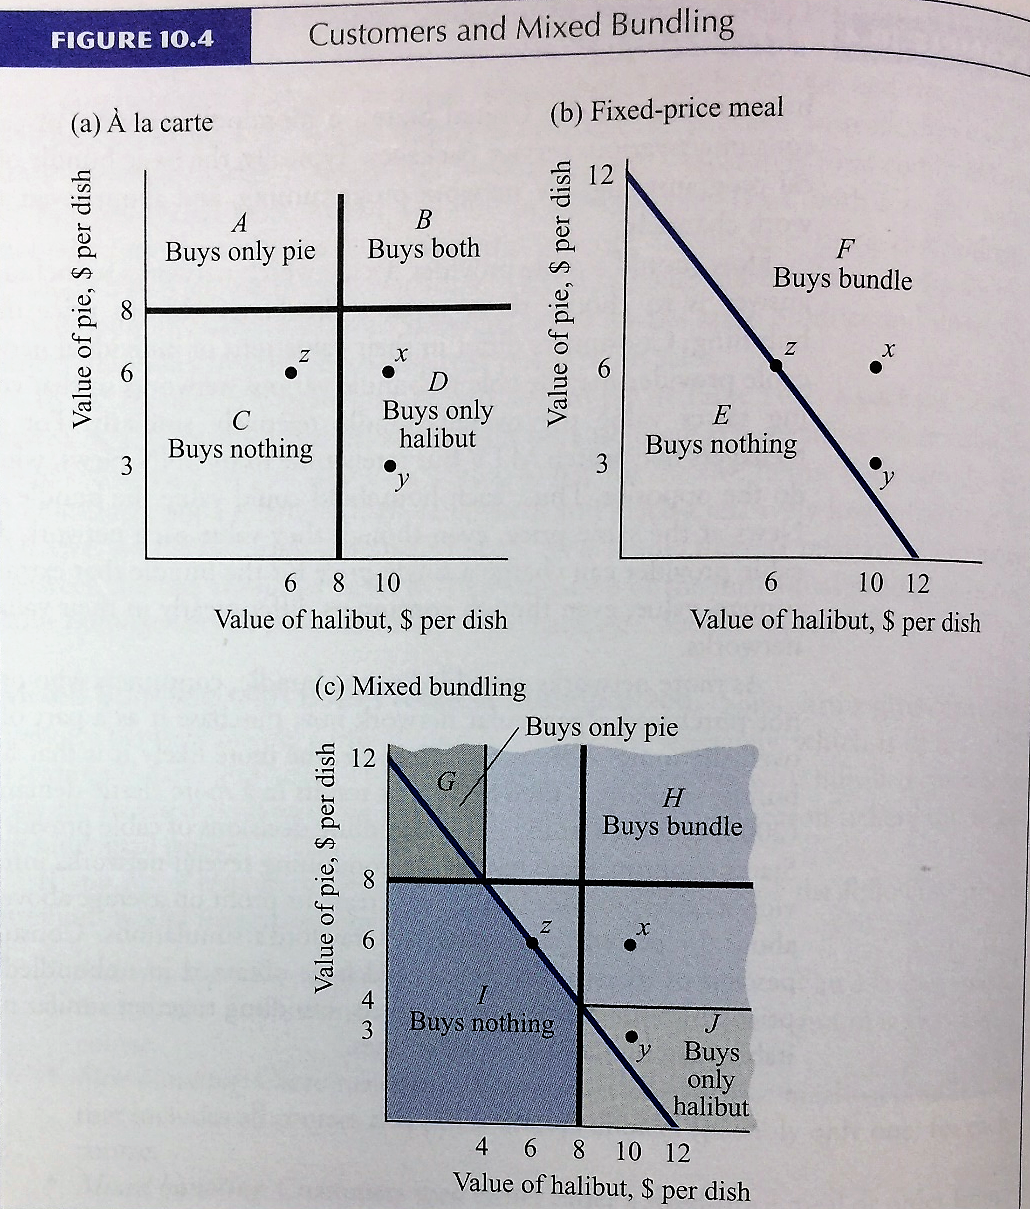 FIGURE 10.4
Customers and Mixed Bundling
(a) À la carte
Value of pie, $ per dish
8
6
3
A
Buys only pie
B
Buys both
z
x
C
Buys nothing
D
Buys only
halibut
y
6 8 10
Value of halibut, $ per dish
(b) Fixed-price meal
Value of pie, $ per dish
12
6
3
F
Buys bundle
z
x
E
Buys nothing
y
6 10 12
Value of halibut, $ per dish
(c) Mixed bundling
Value of pie, $ per dish
12
8
6
4
3
Buys only pie
G
H
Buys bundle
z
x
I
Buys nothing
J
y
Buys
only
halibut
4 6 8 10 12
Value of halibut, $ per dish